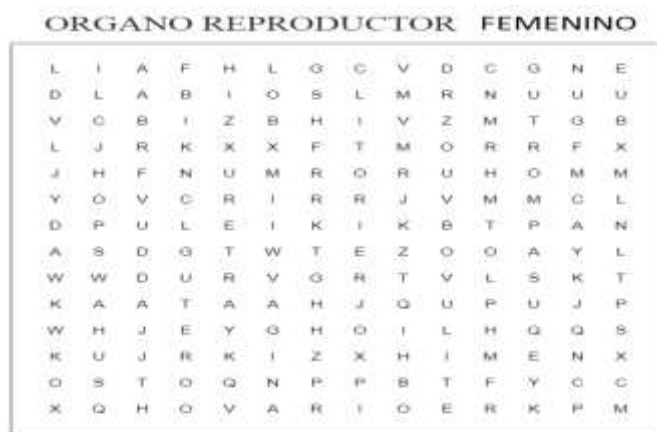 ORGANO REPRODUCTOR FEMENINO
L I A F H L G C V D C G N E
D L A B I O S L M R N U U U
V C B I Z B H I V Z M T G B
L J R K X X F T M O R R F X
J H F N U M R O R U H O M M
Y O V C R I R R J V M M C L
D P U L E I K I K B T P A N
A S D G T W T E Z O O A Y L
W W D U R V G R T V L S K T
K A A T A A H J Q U P U J P
W H J E Y G H O I L H Q Q S
K U J R K I Z X H I M E N X
O S T O Q N P P B T F Y C C
X Q H O V A R I O E R K P M